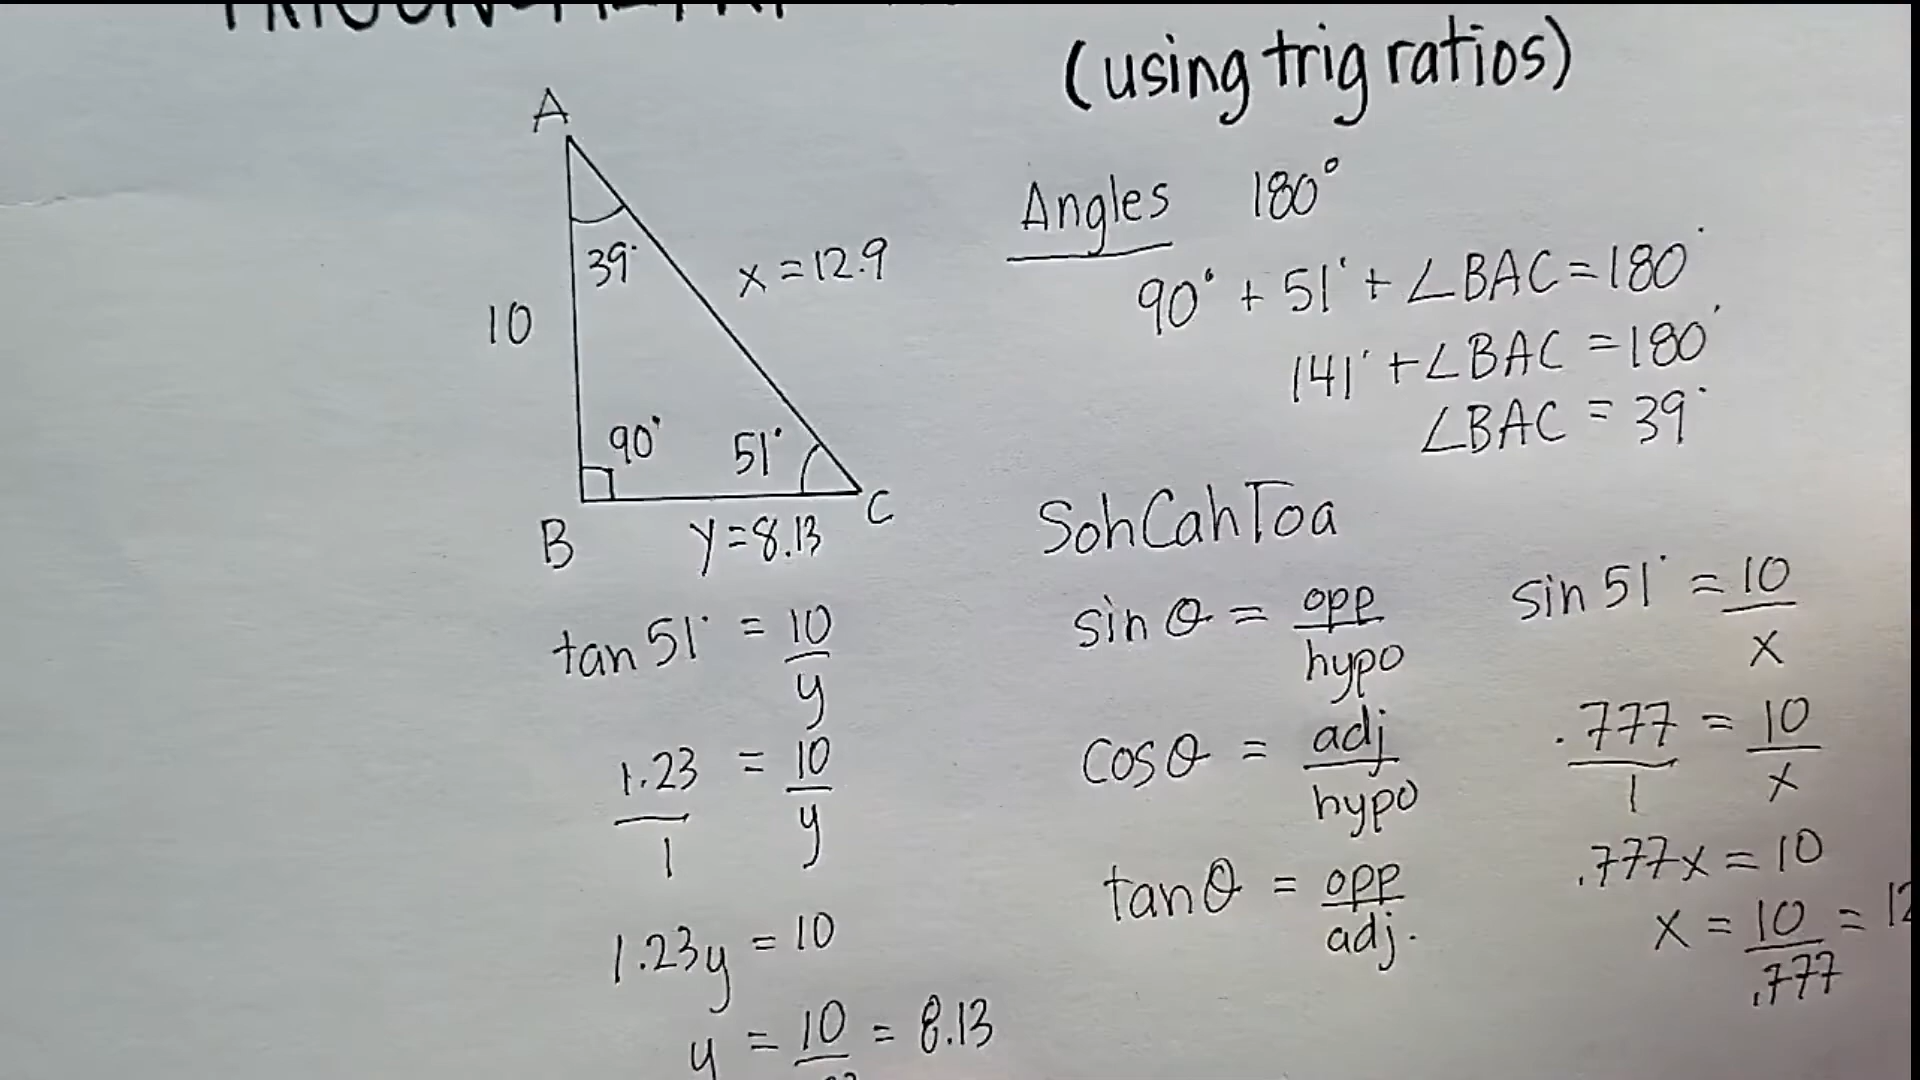 (using trig ratios)
A
39°
x = 12.9
10
90°
51°
B
y = 8.13
C
Angles 180°
90° + 51° + ∠BAC = 180°
141° + ∠BAC = 180°
∠BAC = 39°
SohCahToa
sin θ = opp/hypo
cos θ = adj/hypo
tan θ = opp/adj.
sin 51° = 10/x
.777/1 = 10/x
.777x = 10
x = 10/.777 = 12
tan 51° = 10/y
1.23/1 = 10/y
1.23y = 10
y = 10/ = 8.13